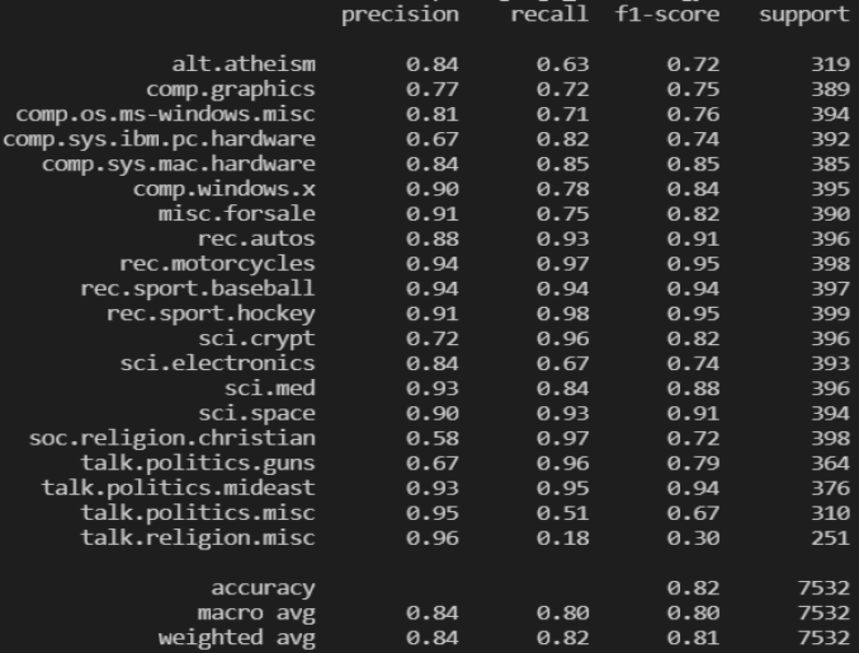 precision recall f1-score support
alt.atheism 0.84 0.63 0.72 319
comp.graphics 0.77 0.72 0.75 389
comp.os.ms-windows.misc 0.81 0.71 0.76 394
comp.sys.ibm.pc.hardware 0.67 0.82 0.74 392
comp.sys.mac.hardware 0.84 0.85 0.85 385
comp.windows.x 0.90 0.78 0.84 395
misc.forsale 0.91 0.75 0.82 390
rec.autos 0.88 0.93 0.91 396
rec.motorcycles 0.94 0.97 0.95 398
rec.sport.baseball 0.94 0.94 0.94 397
rec.sport.hockey 0.91 0.98 0.95 399
sci.crypt 0.72 0.96 0.82 396
sci.electronics 0.84 0.67 0.74 393
sci.med 0.93 0.84 0.88 396
sci.space 0.90 0.93 0.91 394
soc.religion.christian 0.58 0.97 0.72 398
talk.politics.guns 0.67 0.96 0.79 364
talk.politics.mideast 0.93 0.95 0.94 376
talk.politics.misc 0.95 0.51 0.67 310
talk.religion.misc 0.96 0.18 0.30 251
accuracy 0.82 7532
macro avg 0.84 0.80 0.80 7532
weighted avg 0.84 0.82 0.81 7532